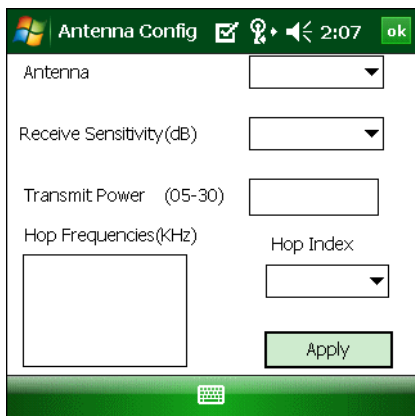 Antenna Config 2:07 ok
Antenna
Receive Sensitivity(dB)
Transmit Power (05-30)
Hop Frequencies(KHz)
Hop Index
Apply